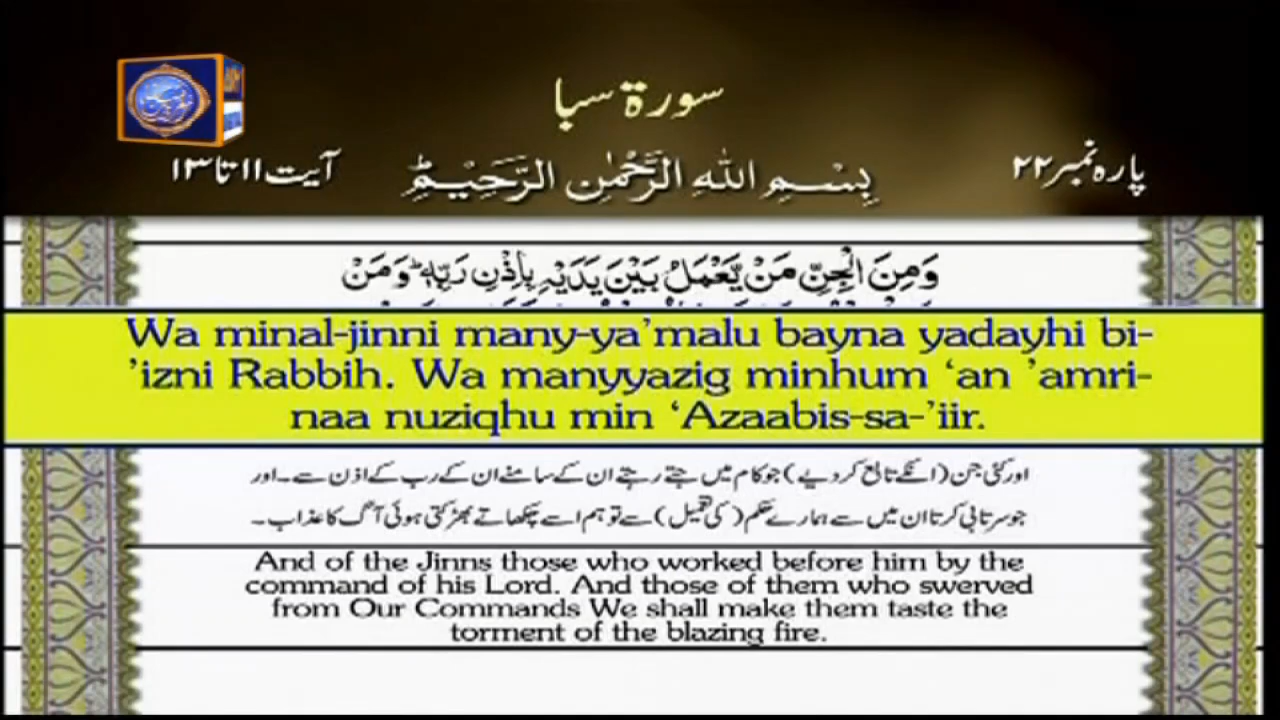 سورۃ سبا
پارہ نمبر ۲۲
بِسْمِ اللهِ الرَّحْمٰنِ الرَّحِيْمِ
آیت ۱۱ تا ۱۳
وَمِنَ الْجِنِّ مَنْ يَّعْمَلُ بَيْنَ يَدَيْهِ بِاِذْنِ رَبِّهٖ ؕ وَمَنْ
Wa minal-jinni many-ya’malu bayna yadayhi bi-
’izni Rabbih. Wa manyyazig minhum ‘an ’amri-
naa nuziqhu min ‘Azaabis-sa-’iir.
اور کئی جن (انکے تابع کر دیے) جو کام میں جتے رہتے ان کے سامنے ان کے رب کے اذن سے۔ اور
جو سرتابی کرتا ان میں سے ہمارے حکم (کی تعمیل) سے تو ہم اسے چکھاتے بھڑکتی ہوئی آگ کا عذاب۔
And of the Jinns those who worked before him by the
command of his Lord. And those of them who swerved
from Our Commands We shall make them taste the
torment of the blazing fire.